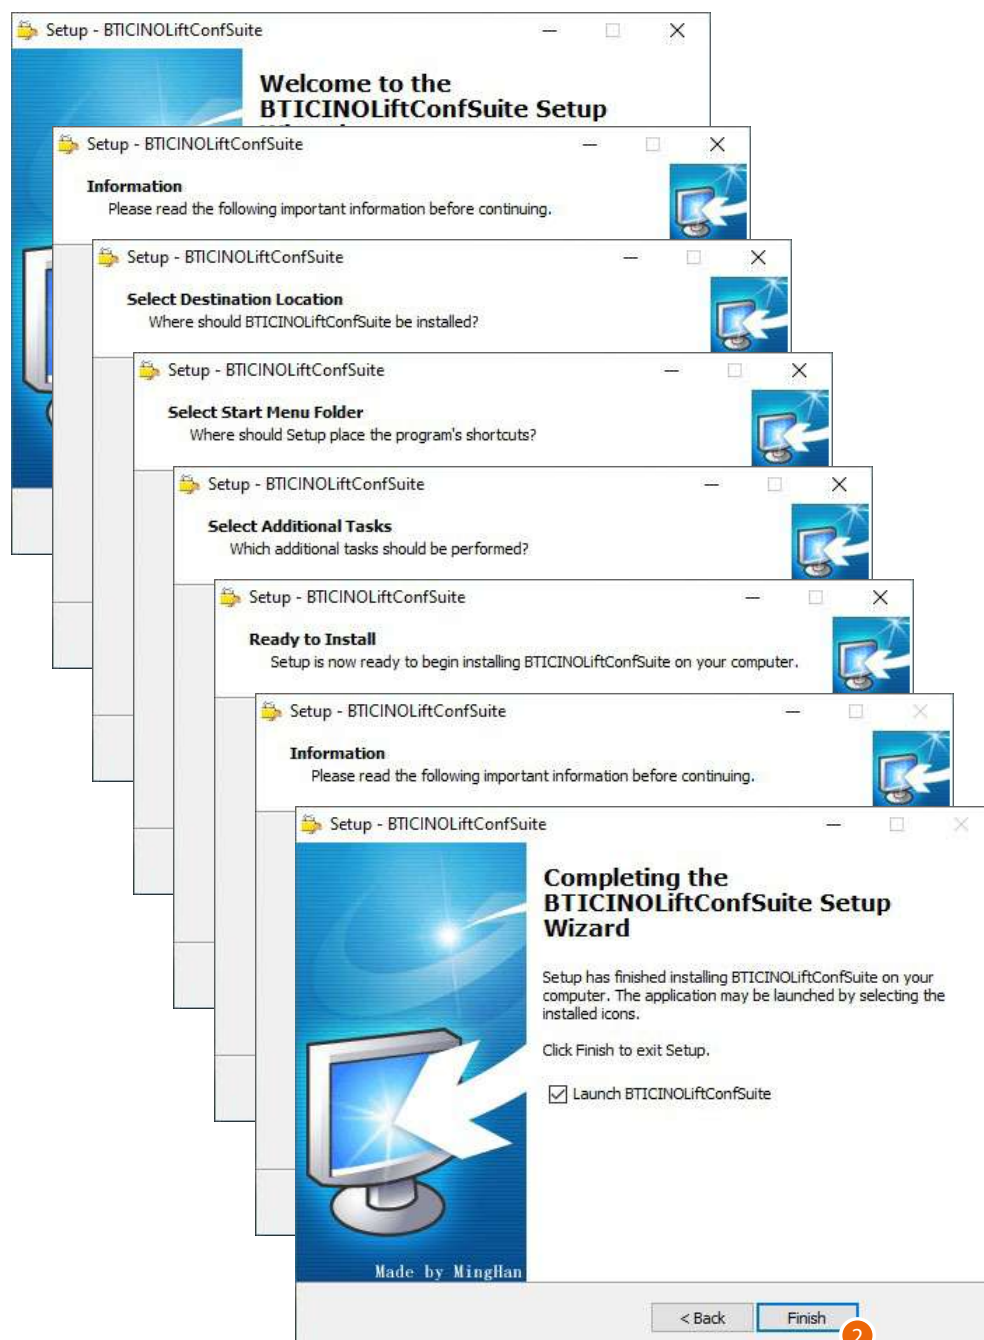 Setup - BTICINOLiftConfSuite
Welcome to the
BTICINOLiftConfSuite Setup
Setup - BTICINOLiftConfSuite
Information
Please read the following important information before continuing.
Setup - BTICINOLiftConfSuite
Select Destination Location
Where should BTICINOLiftConfSuite be installed?
Setup - BTICINOLiftConfSuite
Select Start Menu Folder
Where should Setup place the program's shortcuts?
Setup - BTICINOLiftConfSuite
Select Additional Tasks
Which additional tasks should be performed?
Setup - BTICINOLiftConfSuite
Ready to Install
Setup is now ready to begin installing BTICINOLiftConfSuite on your computer.
Setup - BTICINOLiftConfSuite
Information
Please read the following important information before continuing.
Setup - BTICINOLiftConfSuite
Completing the
BTICINOLiftConfSuite Setup
Wizard
Setup has finished installing BTICINOLiftConfSuite on your
computer. The application may be launched by selecting the
installed icons.
Click Finish to exit Setup.
Launch BTICINOLiftConfSuite
Made by MingHan
< Back Finish
2